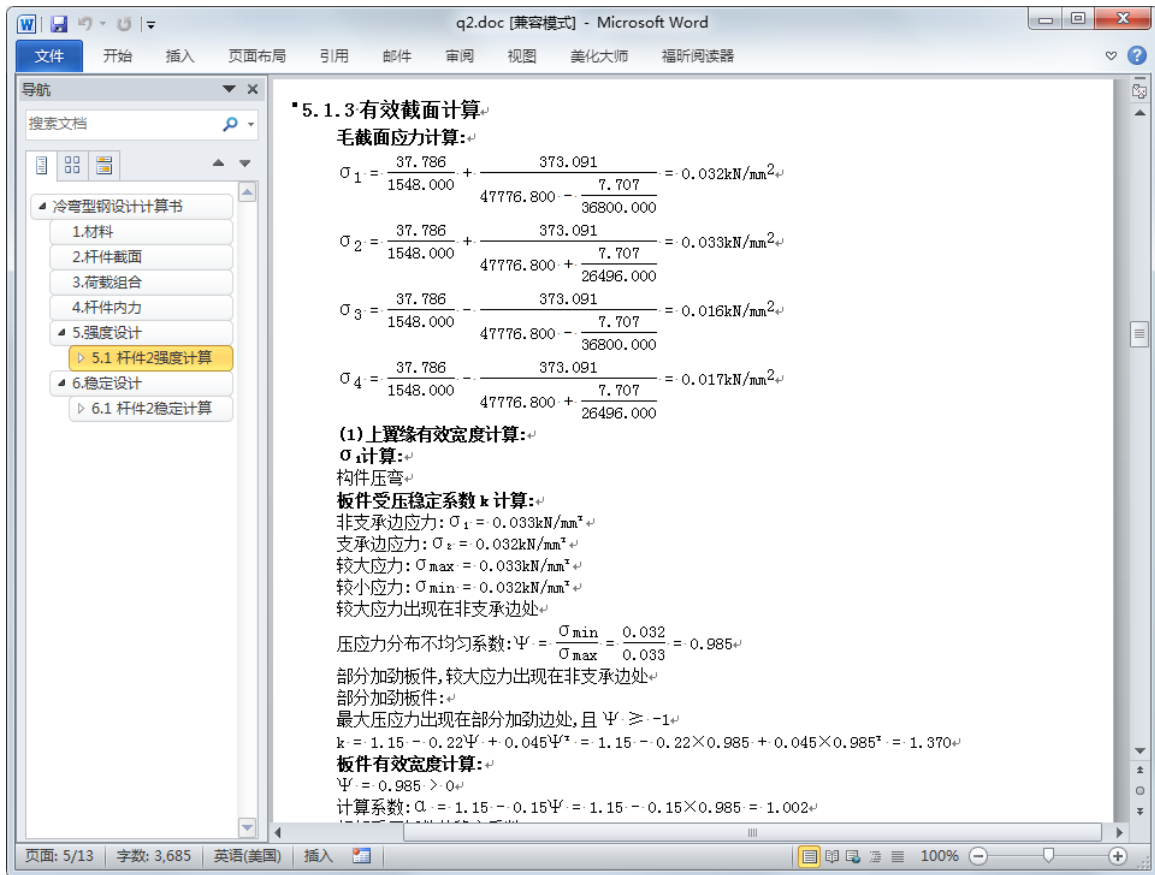 q2.doc [兼容模式] - Microsoft Word
文件 开始 插入 页面布局 引用 邮件 审阅 视图 美化大师 福昕阅读器
导航
搜索文档
冷弯型钢设计计算书
1.材料
2.杆件截面
3.荷载组合
4.杆件内力
5.强度设计
5.1 杆件2强度计算
6.稳定设计
6.1 杆件2稳定计算
5.1.3 有效截面计算
毛截面应力计算:
σ1 = 37.786/1548.000 + 373.091/(47776.800 - 7.707/36800.000) = 0.032kN/mm2
σ2 = 37.786/1548.000 + 373.091/(47776.800 + 7.707/26496.000) = 0.033kN/mm2
σ3 = 37.786/1548.000 - 373.091/(47776.800 - 7.707/36800.000) = 0.016kN/mm2
σ4 = 37.786/1548.000 - 373.091/(47776.800 + 7.707/26496.000) = 0.017kN/mm2
(1)上翼缘有效宽度计算:
σ1计算:
构件压弯
板件受压稳定系数 k 计算:
非支承边应力:σ1 = 0.033kN/mm²
支承边应力:σ2 = 0.032kN/mm²
较大应力:σmax = 0.033kN/mm²
较小应力:σmin = 0.032kN/mm²
较大应力出现在非支承边处
压应力分布不均匀系数:Ψ = σmin/σmax = 0.032/0.033 = 0.985
部分加劲板件,较大应力出现在非支承边处
部分加劲板件:
最大压应力出现在部分加劲边处,且 Ψ ≥ -1
k = 1.15 - 0.22Ψ + 0.045Ψ² = 1.15 - 0.22×0.985 + 0.045×0.985² = 1.370
板件有效宽度计算:
Ψ = 0.985 > 0
计算系数:α = 1.15 - 0.15Ψ = 1.15 - 0.15×0.985 = 1.002
页面: 5/13 字数: 3,685 英语(美国) 插入 100%